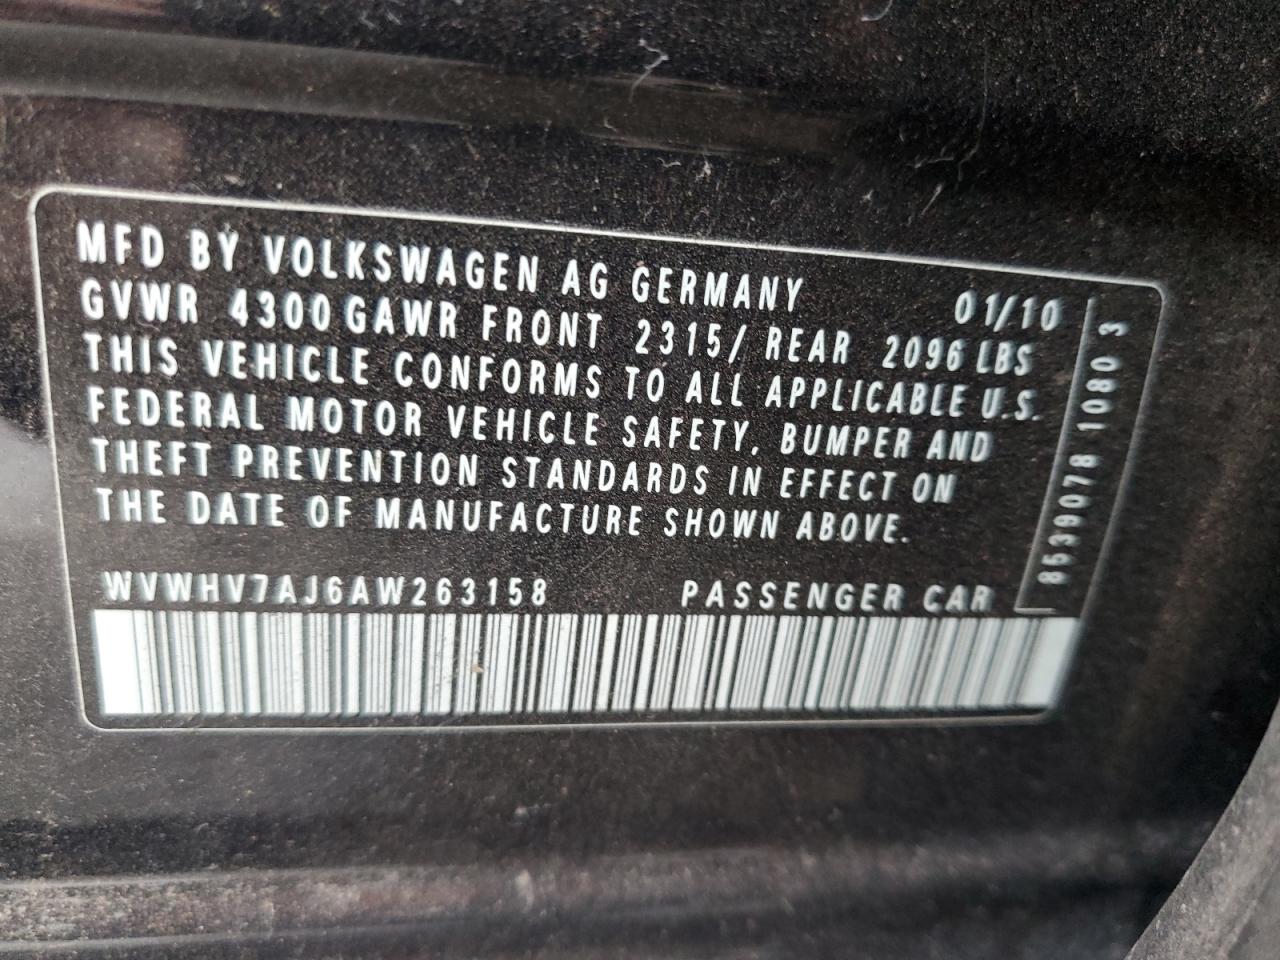 MFD BY VOLKSWAGEN AG GERMANY 01/10
GVWR 4300 GAWR FRONT 2315/ REAR 2096 LBS
THIS VEHICLE CONFORMS TO ALL APPLICABLE U.S.
FEDERAL MOTOR VEHICLE SAFETY, BUMPER AND
THEFT PREVENTION STANDARDS IN EFFECT ON
THE DATE OF MANUFACTURE SHOWN ABOVE.
WVWHV7AJ6AW263158 PASSENGER CAR
8539078 1080 3